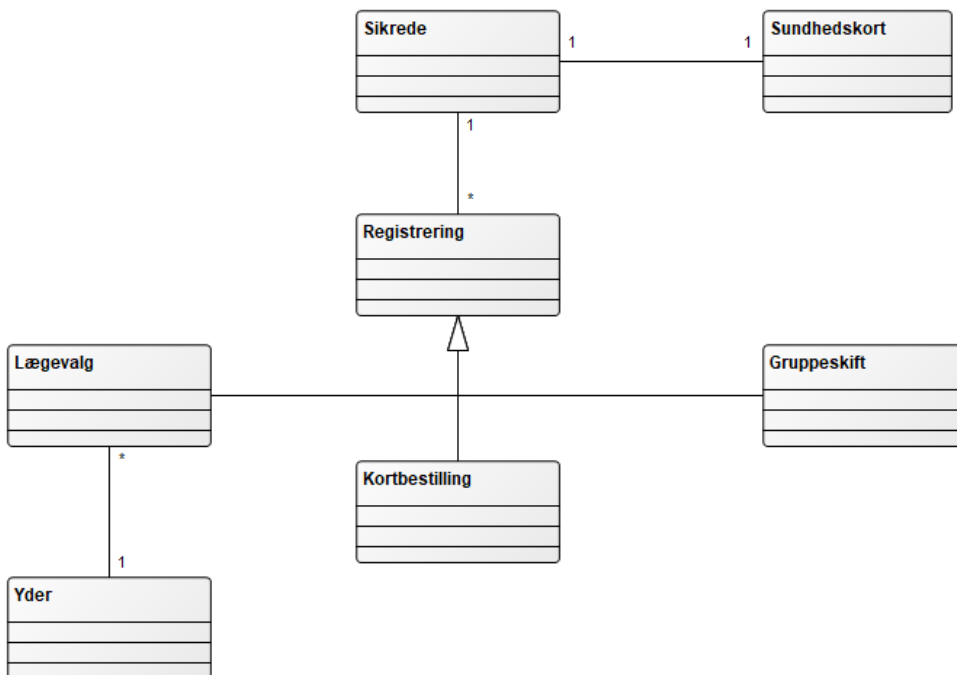 Sikrede
Sundhedskort
1
1
1
*
Registrering
Lægevalg
Gruppeskift
*
Kortbestilling
1
Yder